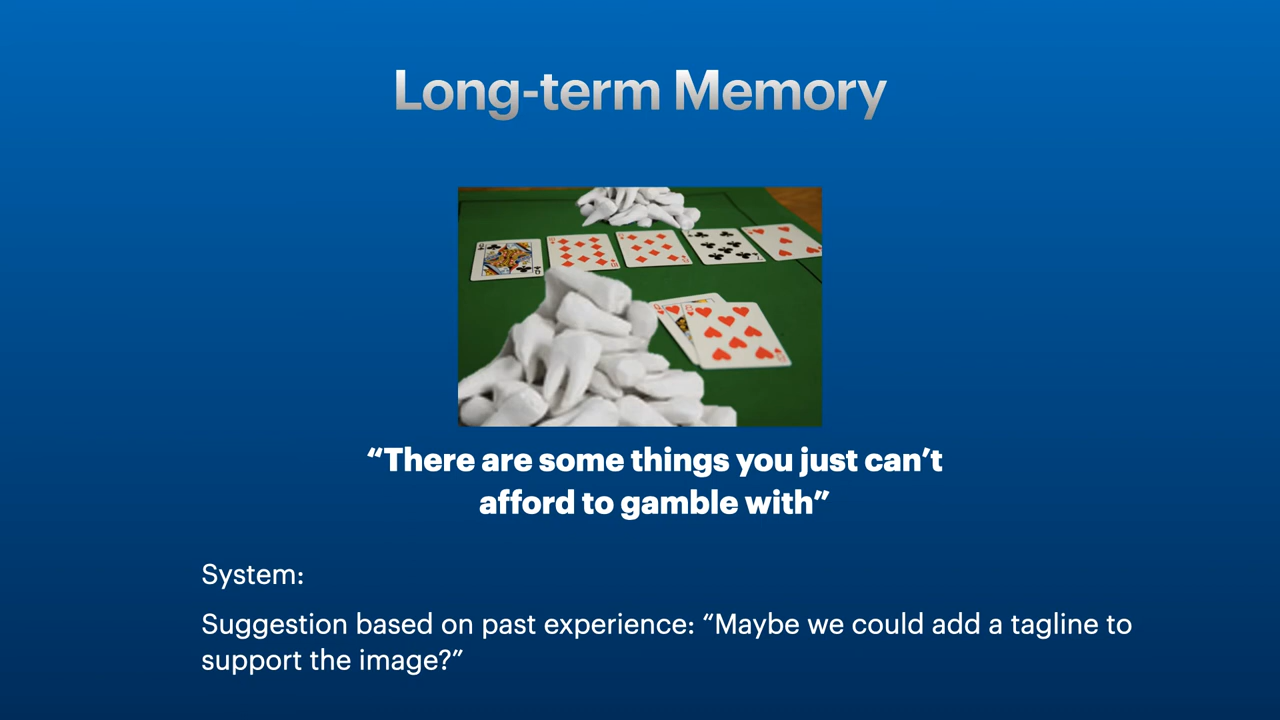 Long-term Memory
“There are some things you just can’t
afford to gamble with”
System:
Suggestion based on past experience: “Maybe we could add a tagline to
support the image?”